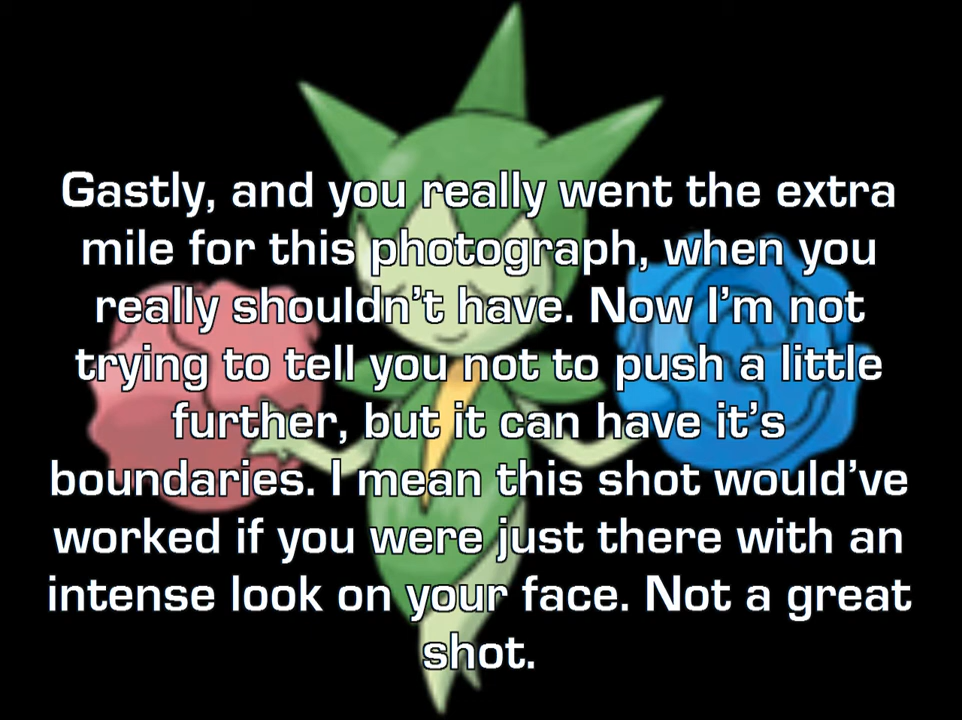 Gastly, and you really went the extra
mile for this photograph, when you
really shouldn't have. Now I'm not
trying to tell you not to push a little
further, but it can have it's
boundaries. I mean this shot would've
worked if you were just there with an
intense look on your face. Not a great
shot.